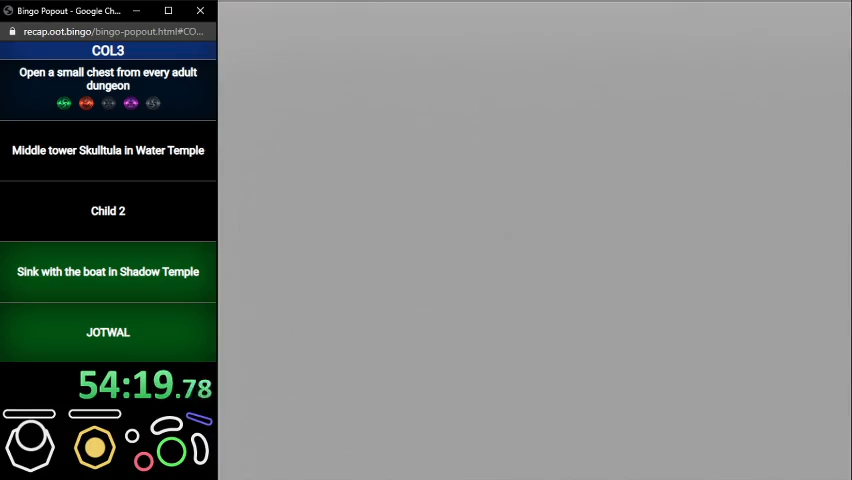 Bingo Popout - Google Ch...
recap.oot.bingo/bingo-popout.html#CO...
COL3
Open a small chest from every adult
dungeon
Middle tower Skulltula in Water Temple
Child 2
Sink with the boat in Shadow Temple
JOTWAL
54:19.78